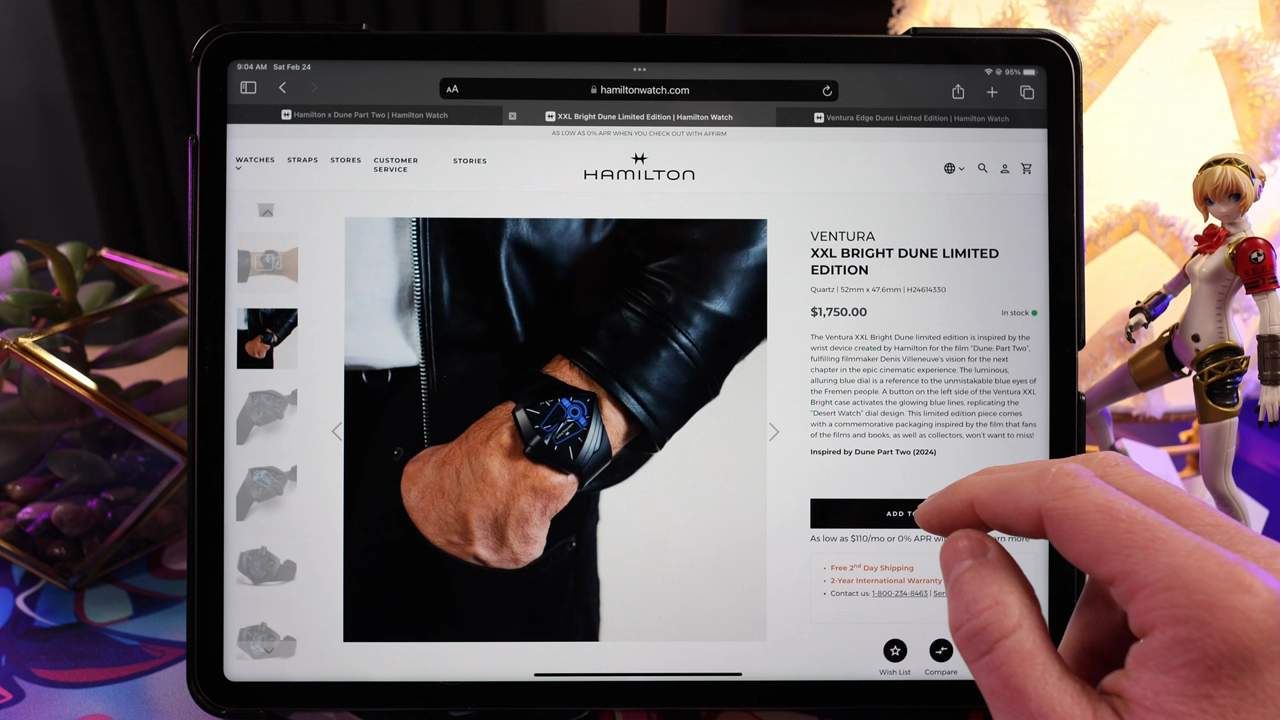 9:04 AM Sat Feb 24
95%
AA
hamiltonwatch.com
Hamilton x Dune Part Two | Hamilton Watch
XXL Bright Dune Limited Edition | Hamilton Watch
Ventura Edge Dune Limited Edition | Hamilton Watch
AS LOW AS 0% APR WHEN YOU CHECK OUT WITH AFFIRM
WATCHES STRAPS STORES CUSTOMER SERVICE STORIES
HAMILTON
VENTURA
XXL BRIGHT DUNE LIMITED
EDITION
Quartz | 52mm x 47.6mm | H24614330
$1,750.00
In stock
The Ventura XXL Bright Dune limited edition is inspired by the
wrist device created by Hamilton for the film "Dune: Part Two",
fulfilling filmmaker Denis Villeneuve's vision for the next
chapter in the epic cinematic experience. The luminous,
alluring blue dial is a reference to the unmistakable blue eyes of
the Fremen people. A button on the left side of the Ventura XXL
Bright case activates the glowing blue lines, replicating the
"Desert Watch" dial design. This limited edition piece comes
with a commemorative packaging inspired by the film that fans
of the films and books, as well as collectors, won't want to miss!
Inspired by Dune Part Two (2024)
ADD
As low as $110/mo or 0% APR more
Free 2nd Day Shipping
2-Year International Warranty
Contact us: 1-800-234-8463 |
Wish List
Compare